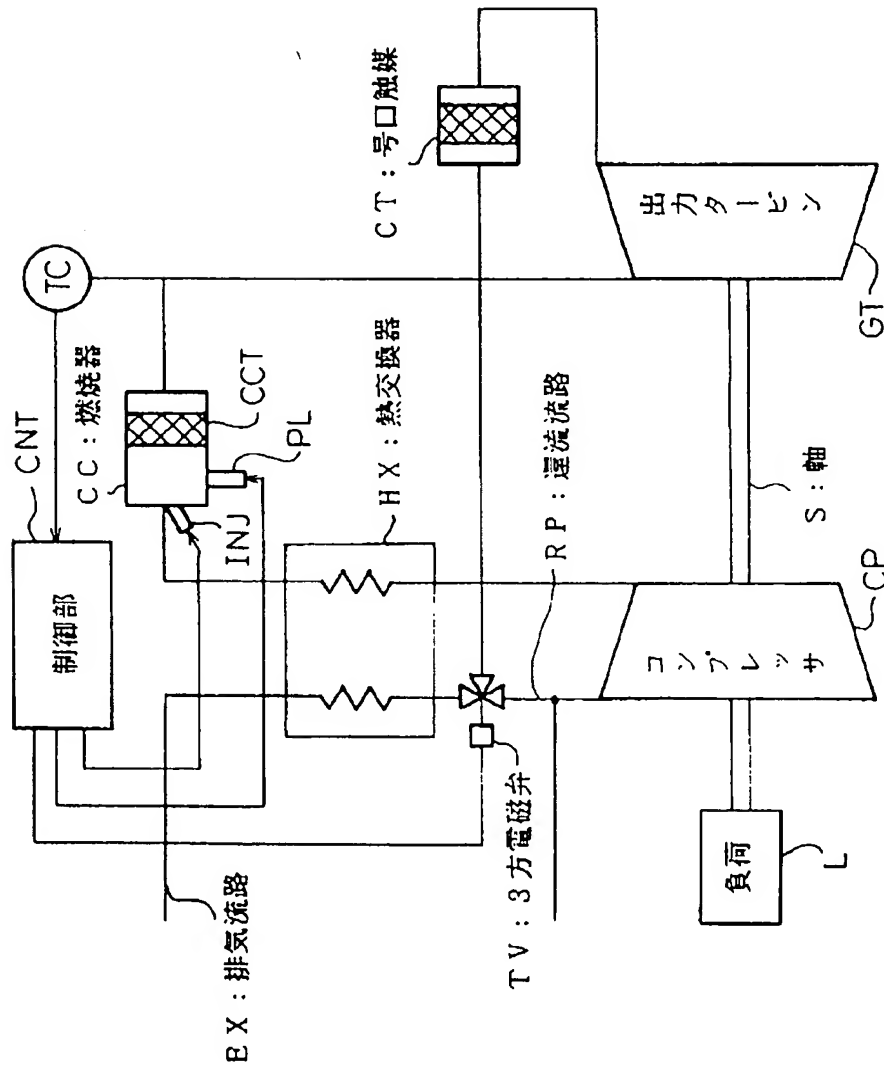 TC
CNT
制御部
CC:燃焼器
CCT
PL
INJ
HX:熱交換器
CT:号口触媒
出力タービン
GT
EX:排気流路
TV:3方電磁弁
RP:還流流路
S:軸
コンプレッサ
CP
負荷
L